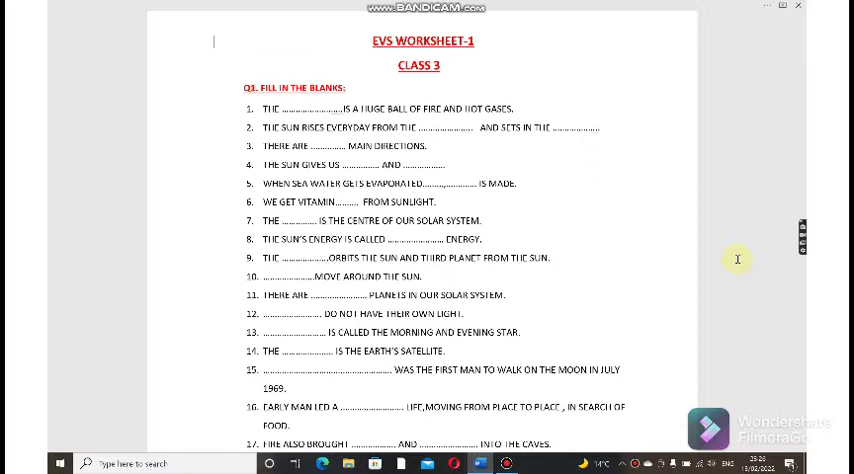 www.BANDICAM.com
EVS WORKSHEET-1
CLASS 3
Q1. FILL IN THE BLANKS:
1. THE ........................IS A HUGE BALL OF FIRE AND HOT GASES.
2. THE SUN RISES EVERYDAY FROM THE ...................... AND SETS IN THE ...................
3. THERE ARE .............. MAIN DIRECTIONS.
4. THE SUN GIVES US ............... AND .................
5. WHEN SEA WATER GETS EVAPORATED.................... IS MADE.
6. WE GET VITAMIN......... FROM SUNLIGHT.
7. THE .............. IS THE CENTRE OF OUR SOLAR SYSTEM.
8. THE SUN'S ENERGY IS CALLED ....................... ENERGY.
9. THE ...................ORBITS THE SUN AND THIRD PLANET FROM THE SUN.
10. .....................MOVE AROUND THE SUN.
11. THERE ARE ....................... PLANETS IN OUR SOLAR SYSTEM.
12. ........................ DO NOT HAVE THEIR OWN LIGHT.
13. .......................... IS CALLED THE MORNING AND EVENING STAR.
14. THE ..................... IS THE EARTH'S SATELLITE.
15. ..................................................... WAS THE FIRST MAN TO WALK ON THE MOON IN JULY
1969.
16. EARLY MAN LED A .......................... LIFE,MOVING FROM PLACE TO PLACE , IN SEARCH OF
FOOD.
17. FIRE ALSO BROUGHT .................. AND ........................ INTO THE CAVES.
Wondershare
FilmoraGo
Type here to search
14°C
ENG
23:26
15/02/2022